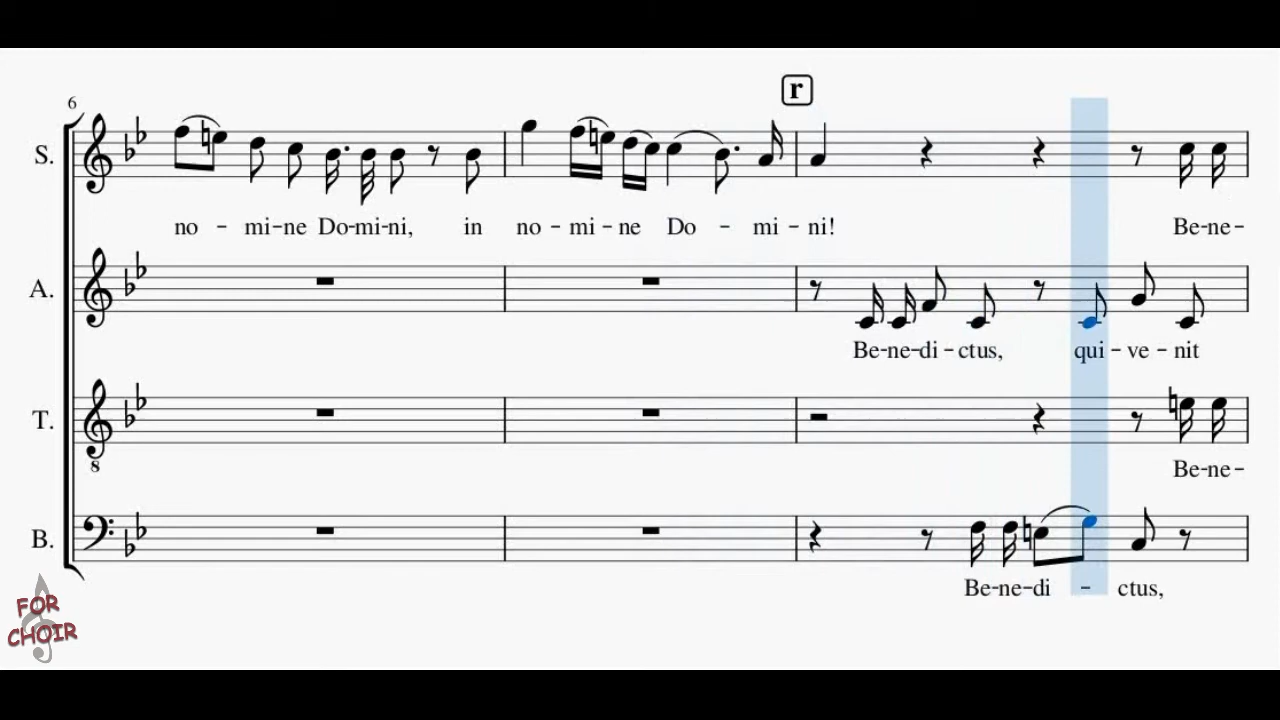 r
6
S.
no - mi-ne Do-mi-ni, in no-mi-ne Do - mi-ni! Be-ne-
A.
Be-ne-di-ctus, qui-ve-nit
T.
8
Be-ne-
B.
Be-ne-di - ctus,
FOR
CHOIR